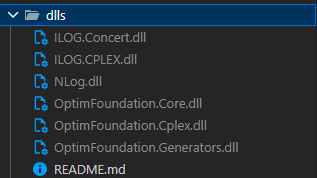 dlls
ILOG.Concert.dll
ILOG.CPLEX.dll
NLog.dll
OptimFoundation.Core.dll
OptimFoundation.Cplex.dll
OptimFoundation.Generators.dll
README.md